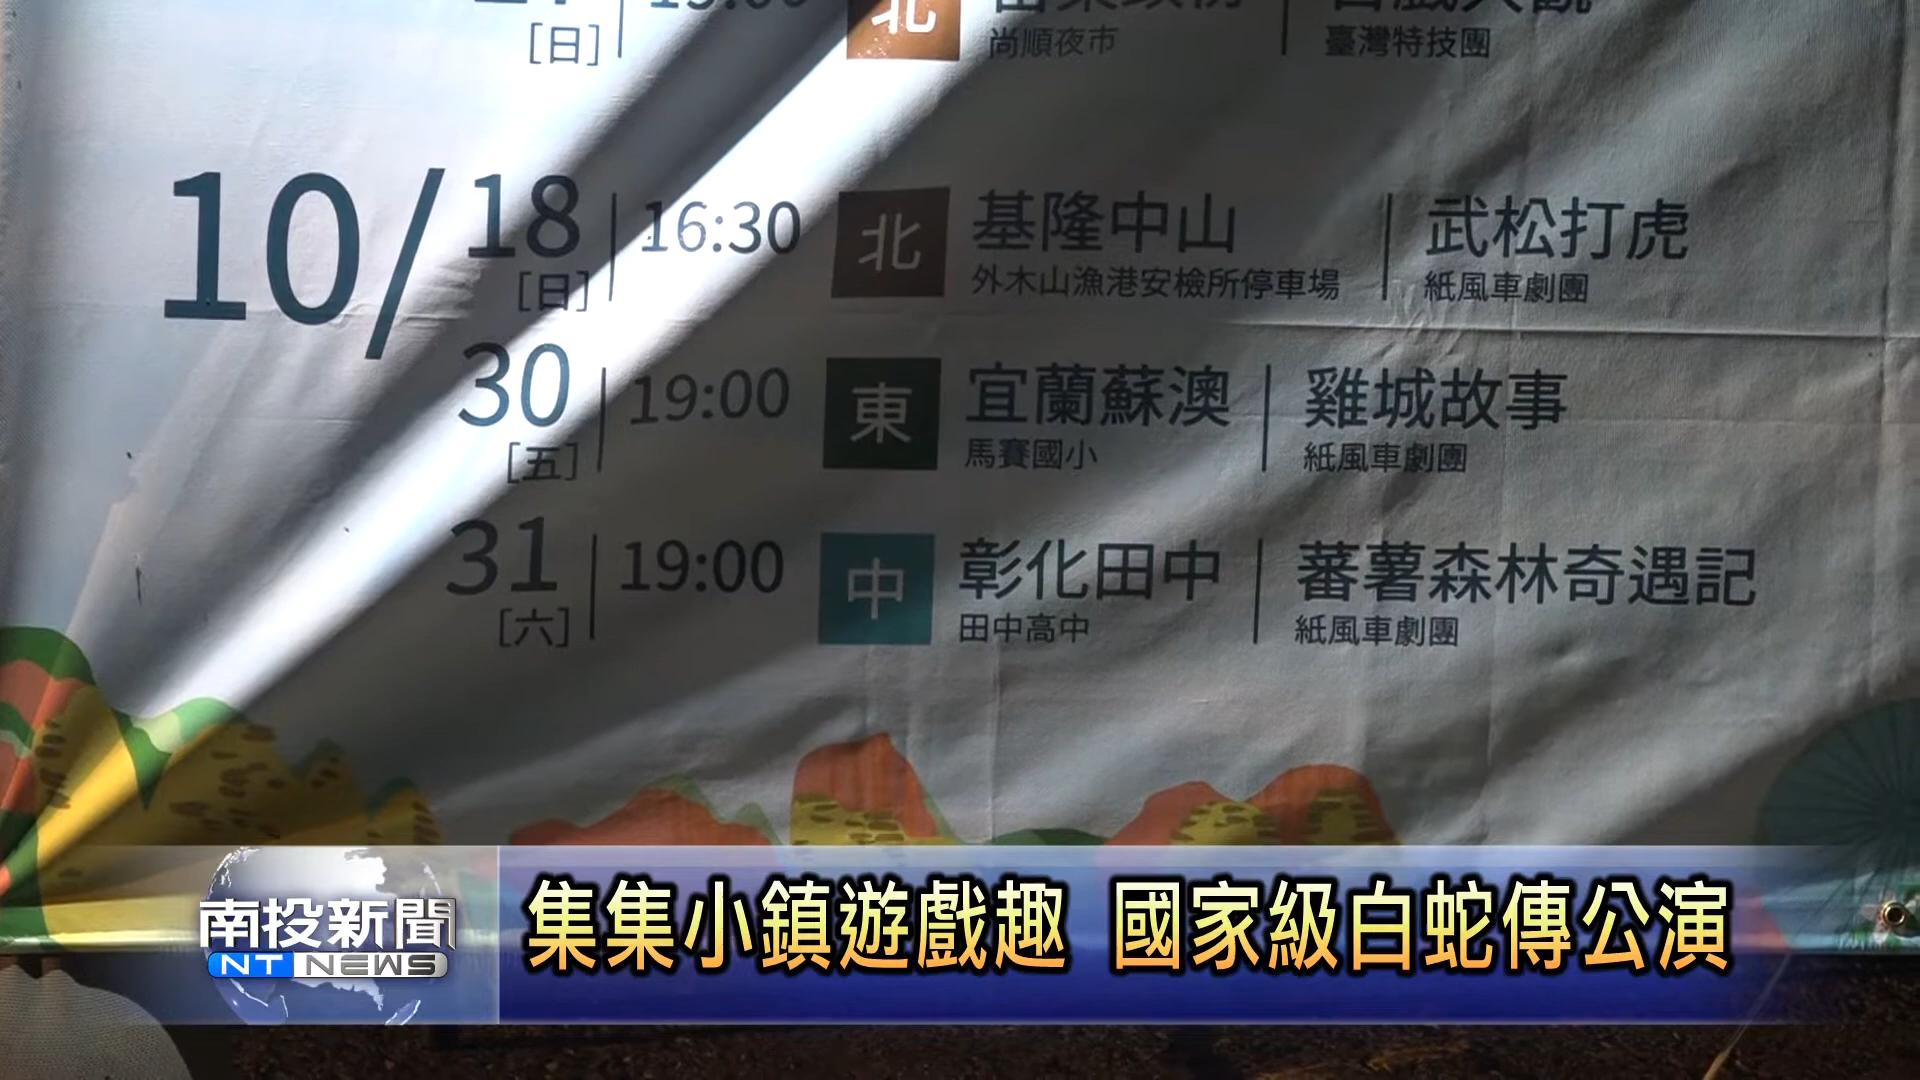 [日]
北
尚順夜市
臺灣特技團
10/18 [日] 16:30 北 基隆中山 武松打虎
外木山漁港安檢所停車場 紙風車劇團
30 [五] 19:00 東 宜蘭蘇澳 雞城故事
馬賽國小 紙風車劇團
31 [六] 19:00 中 彰化田中 蕃薯森林奇遇記
田中高中 紙風車劇團
南投新聞
NT NEWS
集集小鎮遊戲趣 國家級白蛇傳公演